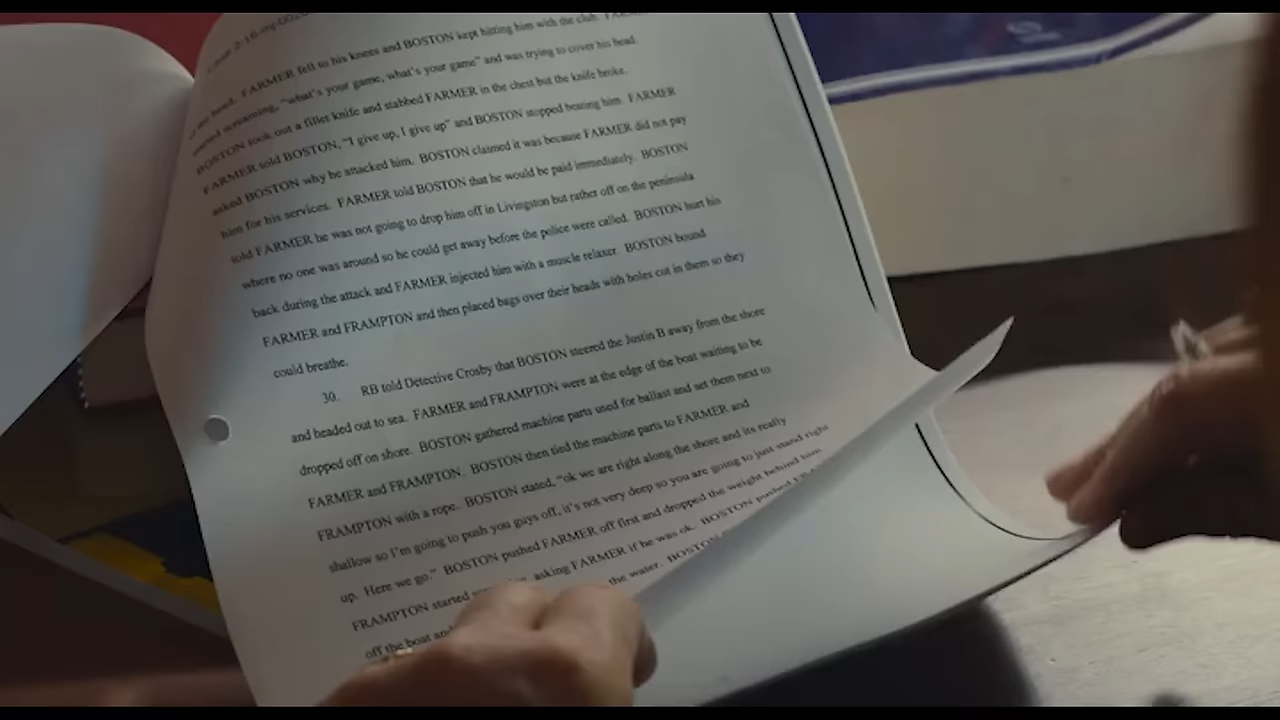 Case 2:16-mj-002
head. FARMER fell to his knees and BOSTON kept hitting him with the club.
started screaming, "what's your game, what's your game" and was trying to cover his head.
BOSTON took out a fillet knife and stabbed FARMER in the chest but the knife broke.
FARMER told BOSTON, "I give up, I give up" and BOSTON stopped beating him. FARMER
asked BOSTON why he attacked him. BOSTON claimed it was because FARMER did not pay
him for his services. FARMER told BOSTON that he would be paid immediately. BOSTON
told FARMER he was not going to drop him off in Livingston but rather off on the peninsula
where no one was around so he could get away before the police were called. BOSTON hurt his
back during the attack and FARMER injected him with a muscle relaxer. BOSTON bound
FARMER and FRAMPTON and then placed bags over their heads with holes cut in them so they
could breathe.
30. RB told Detective Crosby that BOSTON steered the Justin B away from the shore
and headed out to sea. FARMER and FRAMPTON were at the edge of the boat waiting to be
dropped off on shore. BOSTON gathered machine parts used for ballast and set them next to
FARMER and FRAMPTON. BOSTON then tied the machine parts to FARMER and
FRAMPTON with a rope. BOSTON stated, "ok we are right along the shore and its really
shallow so I'm going to push you guys off, it's not very deep so you are going to just stand right
up. Here we go." BOSTON pushed FARMER off first and dropped the weight behind him.
FRAMPTON started asking FARMER if he was ok. BOSTON pushed
off the boat and the water. BOSTON